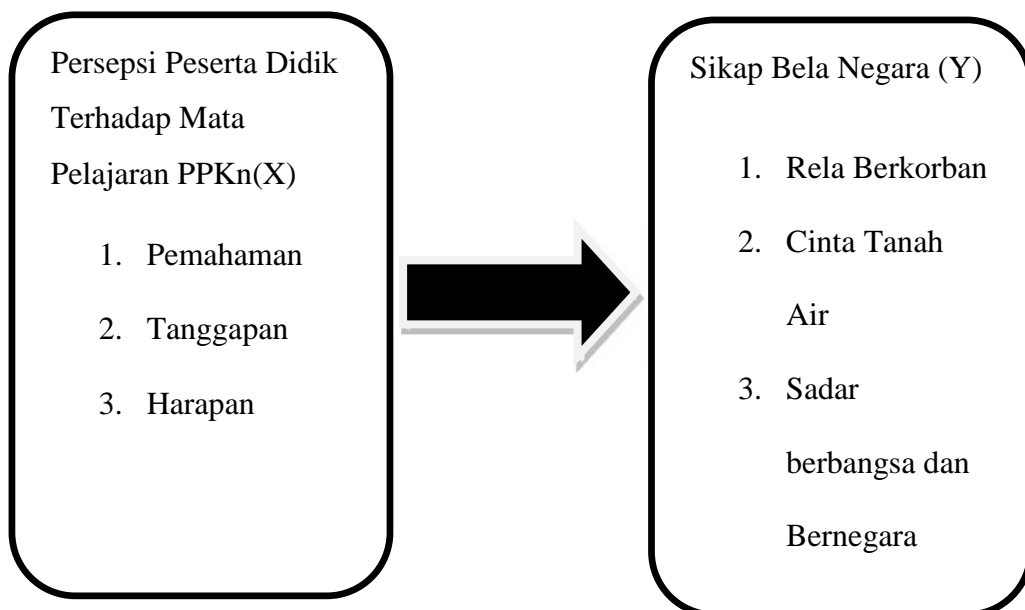 Persepsi Peserta Didik
Terhadap Mata
Pelajaran PPKn(X)
1. Pemahaman
2. Tanggapan
3. Harapan
Sikap Bela Negara (Y)
1. Rela Berkorban
2. Cinta Tanah
Air
3. Sadar
berbangsa dan
Bernegara